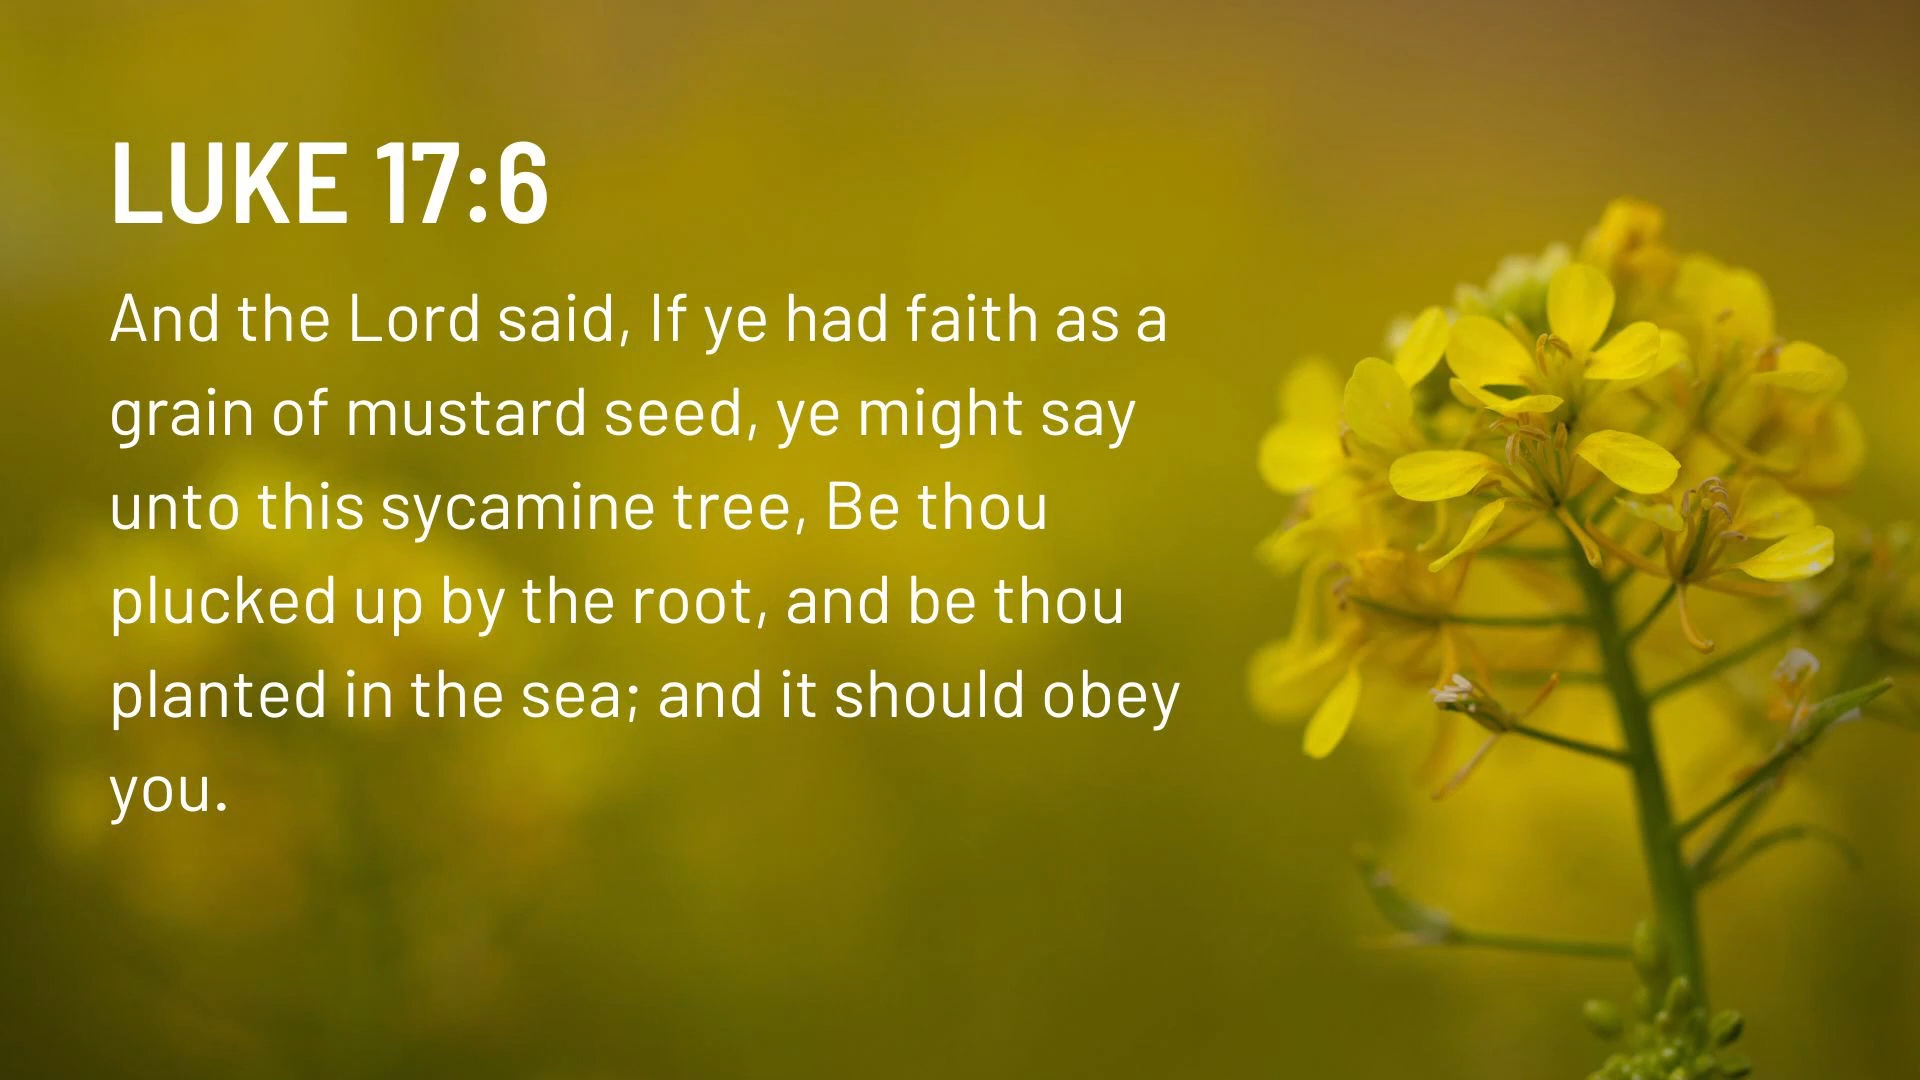 LUKE 17:6
And the Lord said, If ye had faith as a
grain of mustard seed, ye might say
unto this sycamine tree, Be thou
plucked up by the root, and be thou
planted in the sea; and it should obey
you.